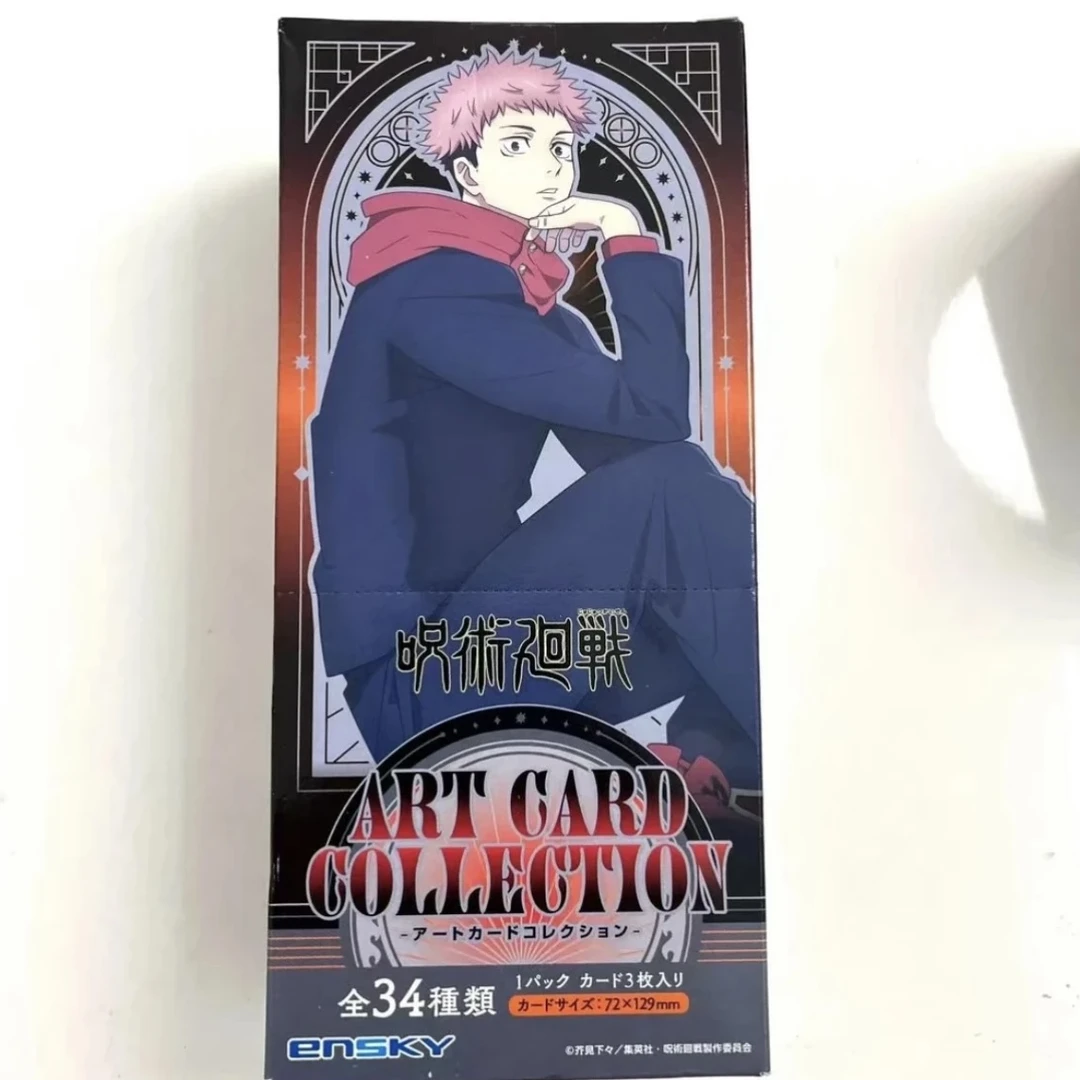 呪術廻戦
ART CARD
COLLECTION
-アートカードコレクション-
全34種類
1パック カード3枚入り
カードサイズ:72×129mm
ensky
©芥見下々/集英社・呪術廻戦製作委員会